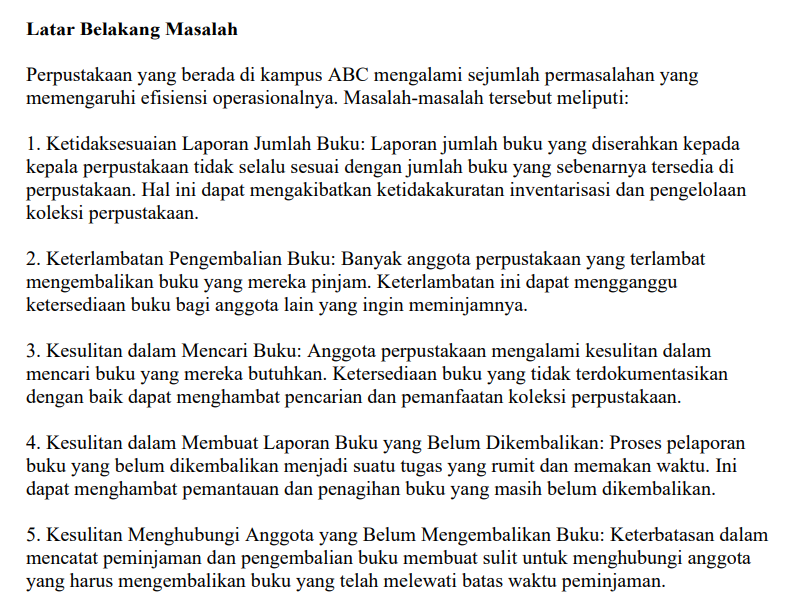 Latar Belakang Masalah
Perpustakaan yang berada di kampus ABC mengalami sejumlah permasalahan yang
memengaruhi efisiensi operasionalnya. Masalah-masalah tersebut meliputi:
1. Ketidaksesuaian Laporan Jumlah Buku: Laporan jumlah buku yang diserahkan kepada
kepala perpustakaan tidak selalu sesuai dengan jumlah buku yang sebenarnya tersedia di
perpustakaan. Hal ini dapat mengakibatkan ketidakakuratan inventarisasi dan pengelolaan
koleksi perpustakaan.
2. Keterlambatan Pengembalian Buku: Banyak anggota perpustakaan yang terlambat
mengembalikan buku yang mereka pinjam. Keterlambatan ini dapat mengganggu
ketersediaan buku bagi anggota lain yang ingin meminjamnya.
3. Kesulitan dalam Mencari Buku: Anggota perpustakaan mengalami kesulitan dalam
mencari buku yang mereka butuhkan. Ketersediaan buku yang tidak terdokumentasikan
dengan baik dapat menghambat pencarian dan pemanfaatan koleksi perpustakaan.
4. Kesulitan dalam Membuat Laporan Buku yang Belum Dikembalikan: Proses pelaporan
buku yang belum dikembalikan menjadi suatu tugas yang rumit dan memakan waktu. Ini
dapat menghambat pemantauan dan penagihan buku yang masih belum dikembalikan.
5. Kesulitan Menghubungi Anggota yang Belum Mengembalikan Buku: Keterbatasan dalam
mencatat peminjaman dan pengembalian buku membuat sulit untuk menghubungi anggota
yang harus mengembalikan buku yang telah melewati batas waktu peminjaman.